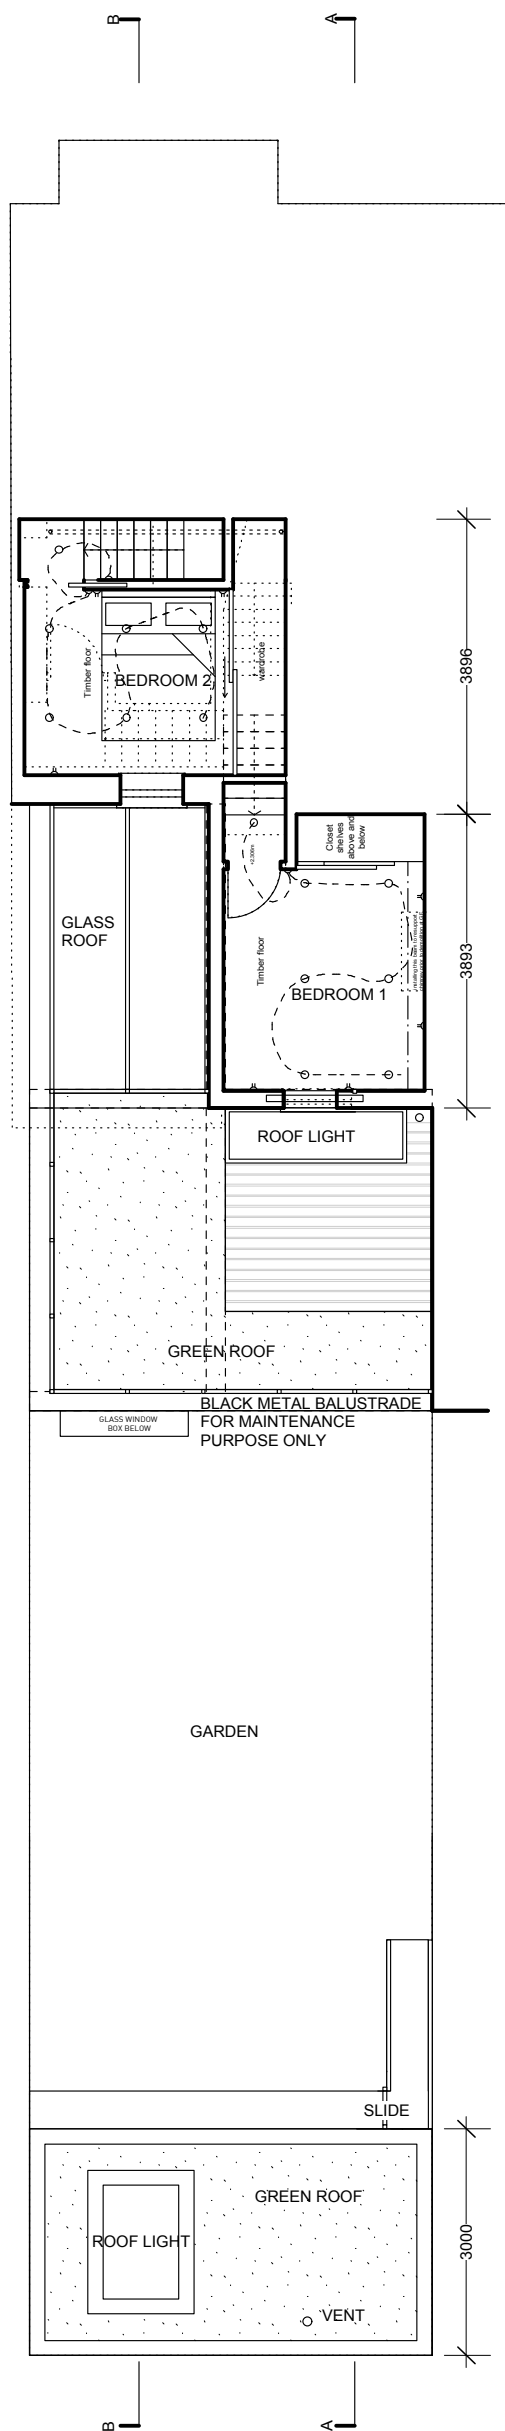 B
A
3896
Timber floor
BEDROOM 2
wardrobe
Closet
shelves
above and
below
GLASS
ROOF
Timber floor
BEDROOM 1
3893
ROOF LIGHT
GREEN ROOF
BLACK METAL BALUSTRADE
FOR MAINTENANCE
PURPOSE ONLY
GLASS WINDOW
BOX BELOW
GARDEN
SLIDE
GREEN ROOF
ROOF LIGHT
VENT
3000
B
A